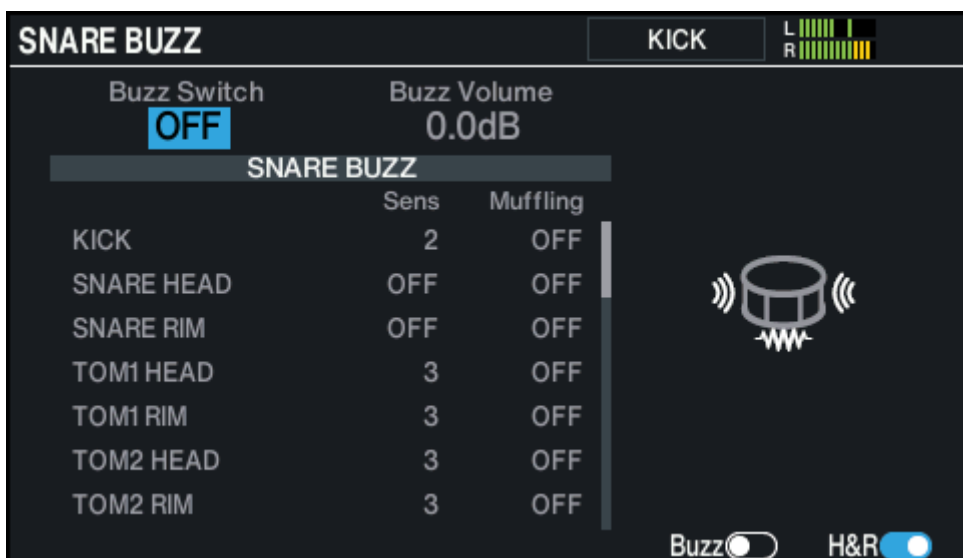 SNARE BUZZ KICK L R
Buzz Switch Buzz Volume
OFF 0.0dB
SNARE BUZZ
Sens Muffling
KICK 2 OFF
SNARE HEAD OFF OFF
SNARE RIM OFF OFF
TOM1 HEAD 3 OFF
TOM1 RIM 3 OFF
TOM2 HEAD 3 OFF
TOM2 RIM 3 OFF
Buzz H&R